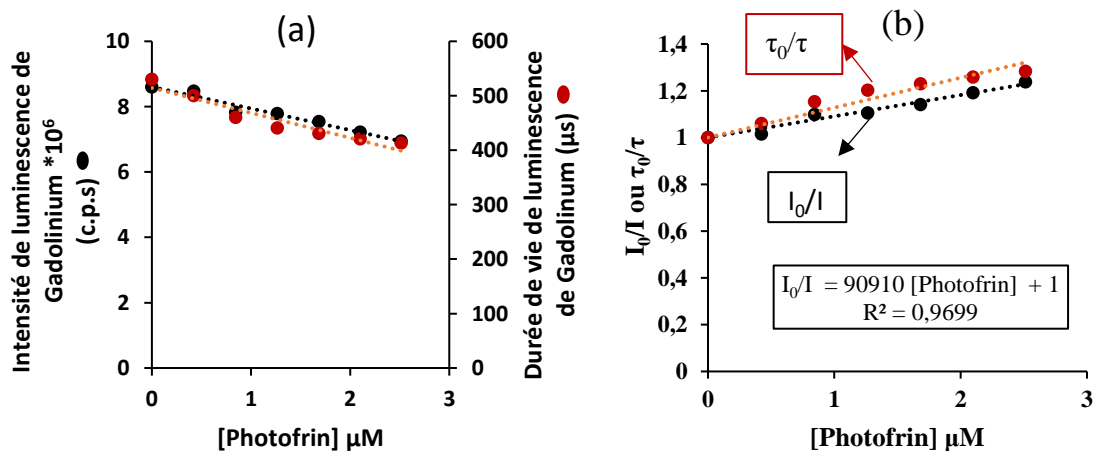 (a)
Intensité de luminescence de
Gadolinium *10⁶
(c.p.s)
10
8
6
4
2
0
600
500
400
300
200
100
0
Durée de vie de luminescence
de Gadolinum (µs)
0 1 2 3
[Photofrin] µM
(b)
I₀/I ou τ₀/τ
1,4
1,2
1
0,8
0,6
0,4
0,2
0
τ₀/τ
I₀/I
I₀/I = 90910 [Photofrin] + 1
R² = 0,9699
0 1 2 3
[Photofrin] µM